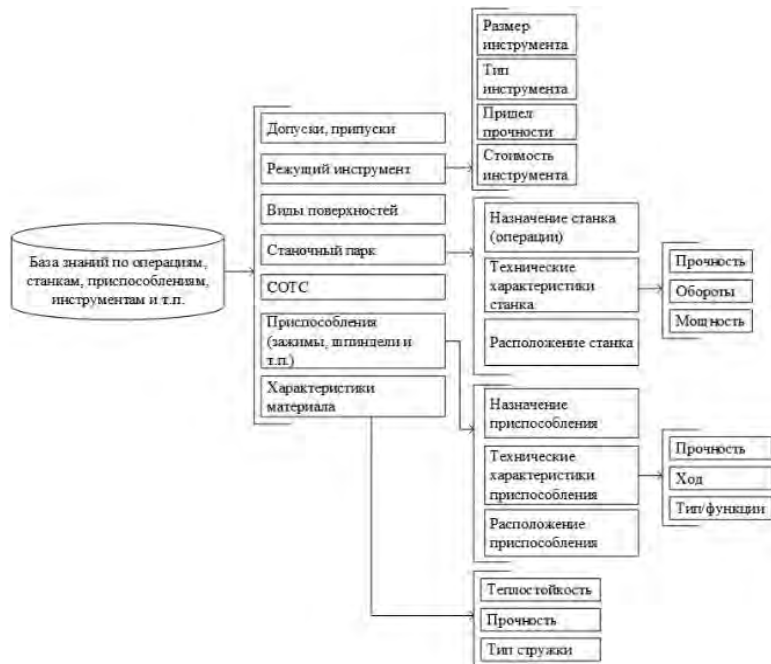 База знаний по операциям,
станкам, приспособлениям,
инструментам и т.п.
Допуски, припуски
Режущий инструмент
Виды поверхностей
Станочный парк
СОТС
Приспособления
(зажимы, шпиндели и
т.п.)
Характеристики
материала
Размер
инструмента
Тип
инструмента
Придел
прочности
Стоимость
инструмента
Назначение станка
(операции)
Технические
характеристики
станка
Расположение станка
Прочность
Обороты
Мощность
Назначение
приспособления
Технические
характеристики
приспособления
Расположение
приспособления
Прочность
Ход
Тип/функции
Теплостойкость
Прочность
Тип стружки